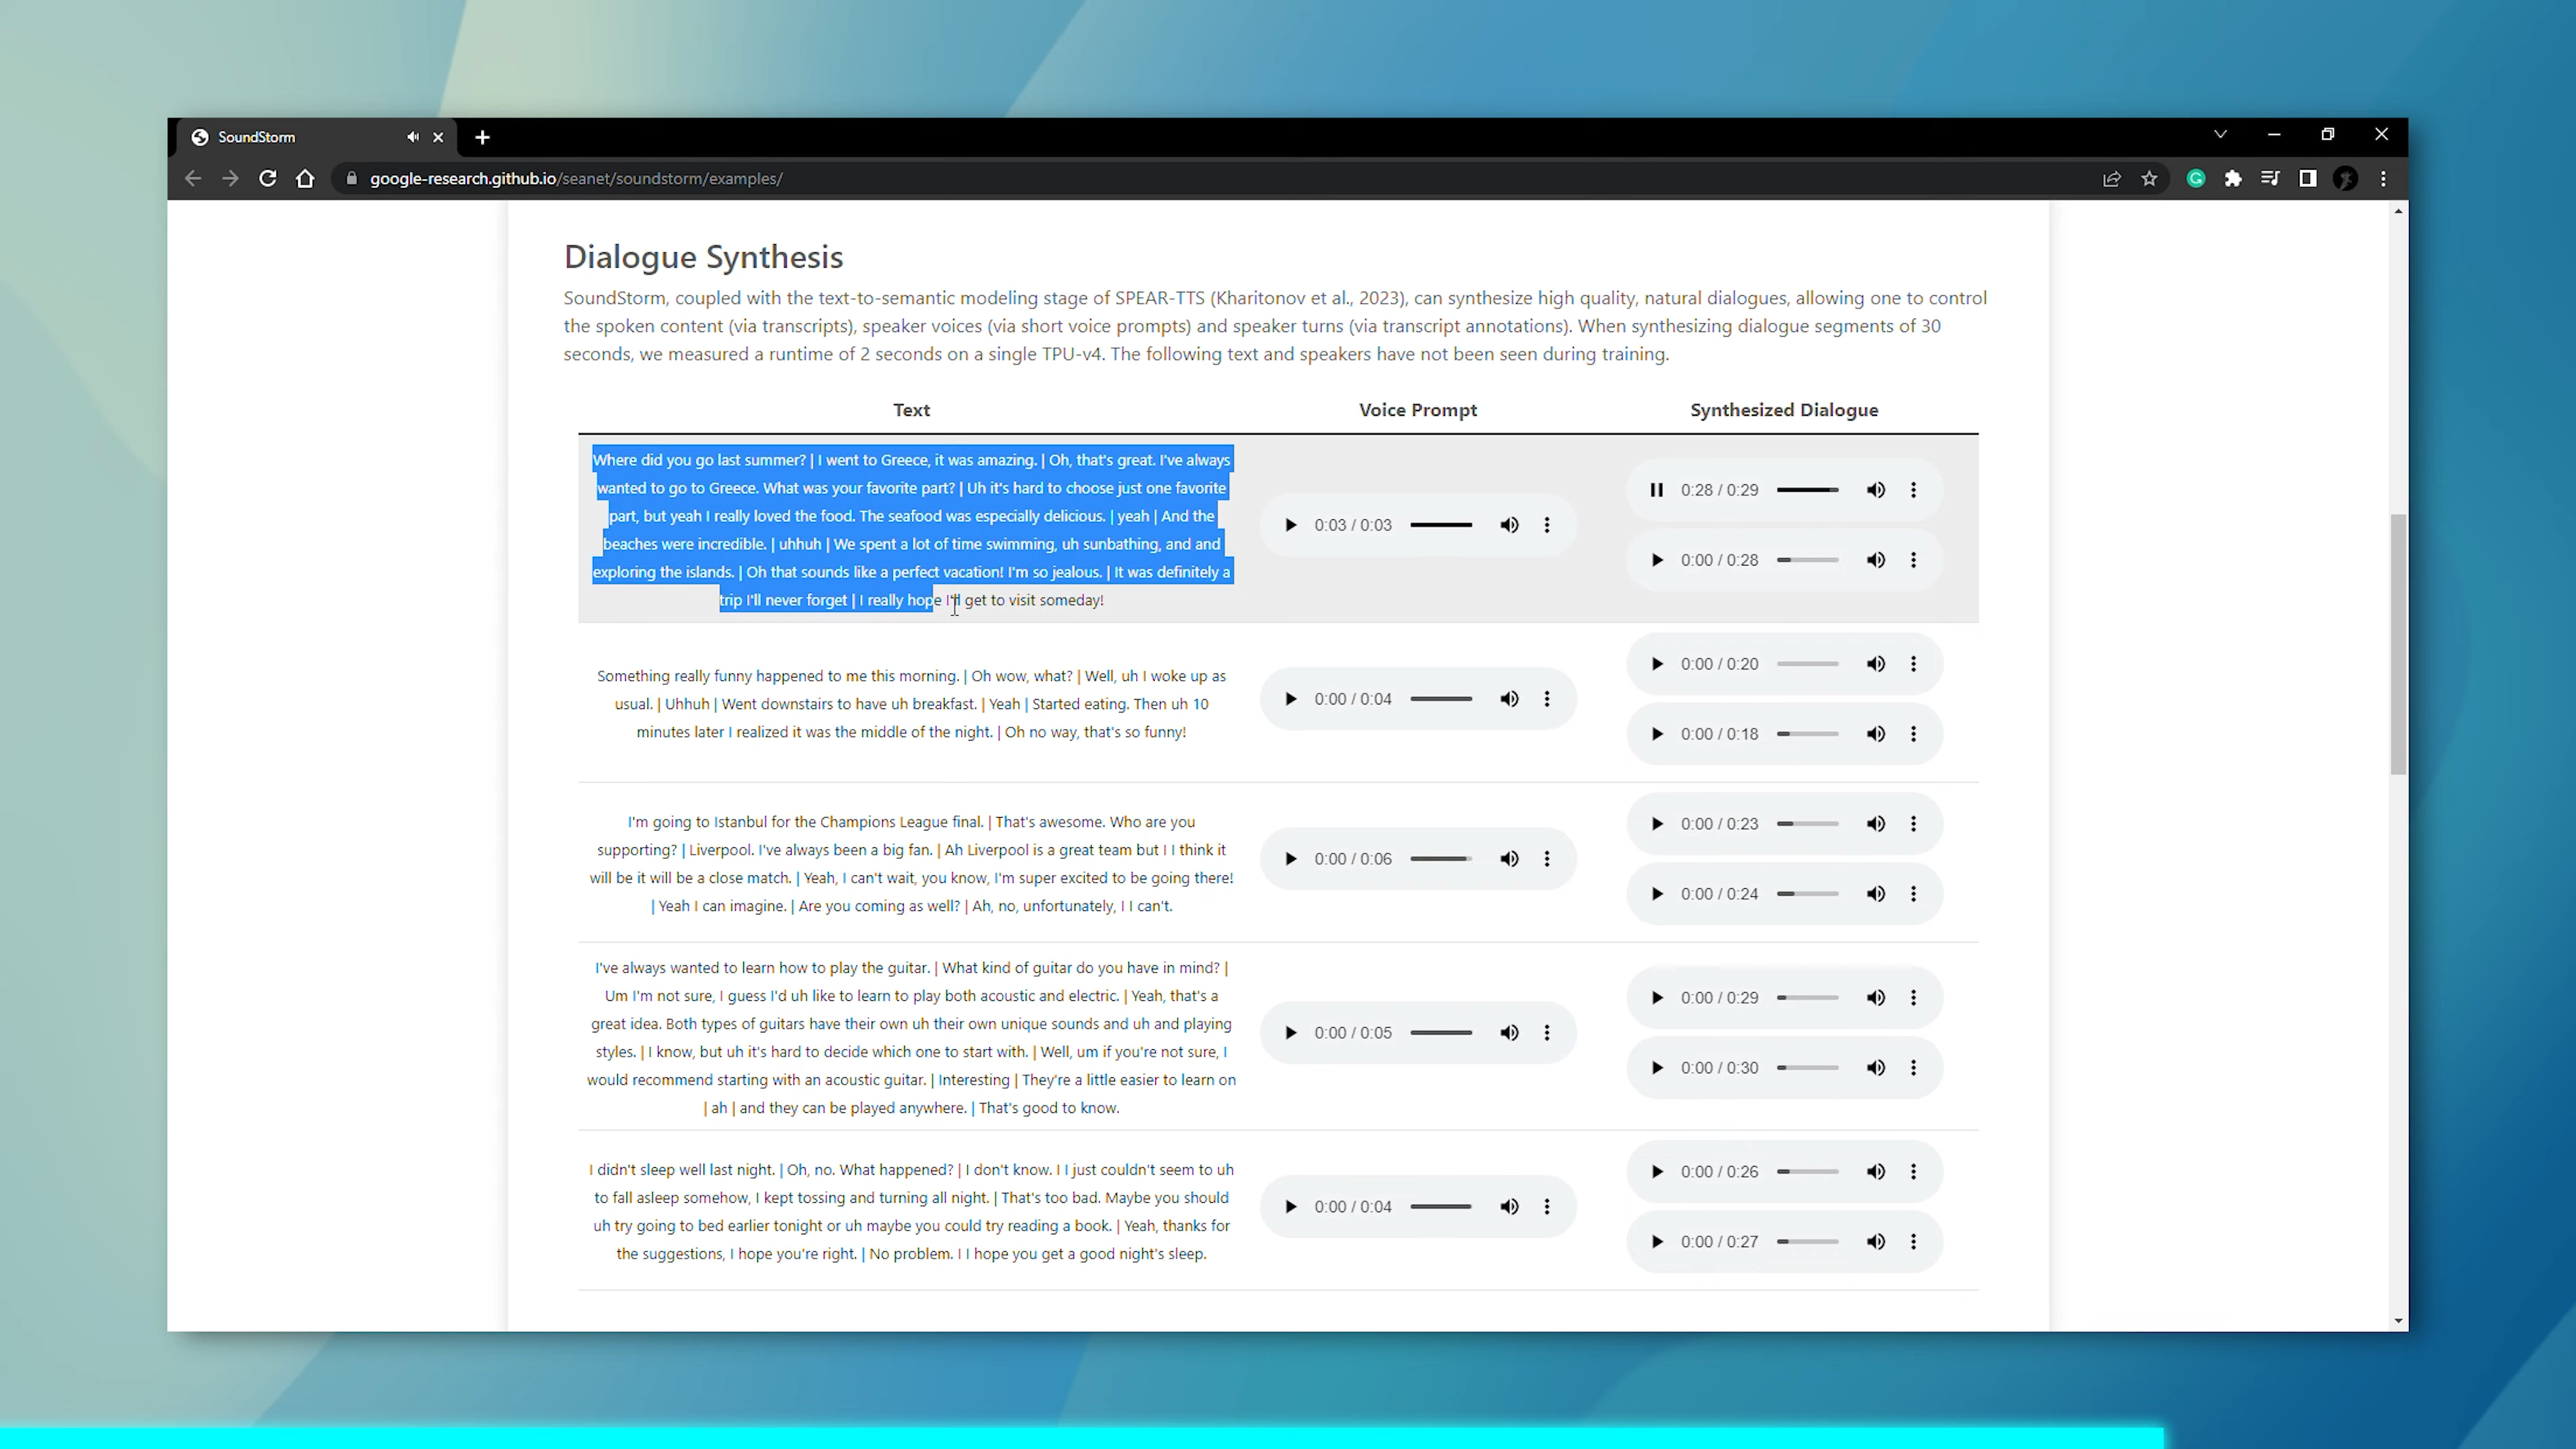 SoundStorm
google-research.github.io/seanet/soundstorm/examples/
Dialogue Synthesis
SoundStorm, coupled with the text-to-semantic modeling stage of SPEAR-TTS (Kharitonov et al., 2023), can synthesize high quality, natural dialogues, allowing one to control
the spoken content (via transcripts), speaker voices (via short voice prompts) and speaker turns (via transcript annotations). When synthesizing dialogue segments of 30
seconds, we measured a runtime of 2 seconds on a single TPU-v4. The following text and speakers have not been seen during training.
Text Voice Prompt Synthesized Dialogue
Where did you go last summer? | I went to Greece, it was amazing. | Oh, that's great. I've always
wanted to go to Greece. What was your favorite part? | Uh it's hard to choose just one favorite
part, but yeah I really loved the food. The seafood was especially delicious. | yeah | And the
beaches were incredible. | uhhuh | We spent a lot of time swimming, uh sunbathing, and and
exploring the islands. | Oh that sounds like a perfect vacation! I'm so jealous. | It was definitely a
trip I'll never forget | I really hope I'll get to visit someday!
0:03 / 0:03
0:28 / 0:29
0:00 / 0:28
Something really funny happened to me this morning. | Oh wow, what? | Well, uh I woke up as
usual. | Uhhuh | Went downstairs to have uh breakfast. | Yeah | Started eating. Then uh 10
minutes later I realized it was the middle of the night. | Oh no way, that's so funny!
0:00 / 0:04
0:00 / 0:20
0:00 / 0:18
I'm going to Istanbul for the Champions League final. | That's awesome. Who are you
supporting? | Liverpool. I've always been a big fan. | Ah Liverpool is a great team but I I think it
will be it will be a close match. | Yeah, I can't wait, you know, I'm super excited to be going there!
| Yeah I can imagine. | Are you coming as well? | Ah, no, unfortunately, I I can't.
0:00 / 0:06
0:00 / 0:23
0:00 / 0:24
I've always wanted to learn how to play the guitar. | What kind of guitar do you have in mind? |
Um I'm not sure, I guess I'd uh like to learn to play both acoustic and electric. | Yeah, that's a
great idea. Both types of guitars have their own uh their own unique sounds and uh and playing
styles. | I know, but uh it's hard to decide which one to start with. | Well, um if you're not sure, I
would recommend starting with an acoustic guitar. | Interesting | They're a little easier to learn on
| ah | and they can be played anywhere. | That's good to know.
0:00 / 0:05
0:00 / 0:29
0:00 / 0:30
I didn't sleep well last night. | Oh, no. What happened? | I don't know. I I just couldn't seem to uh
to fall asleep somehow, I kept tossing and turning all night. | That's too bad. Maybe you should
uh try going to bed earlier tonight or uh maybe you could try reading a book. | Yeah, thanks for
the suggestions, I hope you're right. | No problem. I I hope you get a good night's sleep.
0:00 / 0:04
0:00 / 0:26
0:00 / 0:27